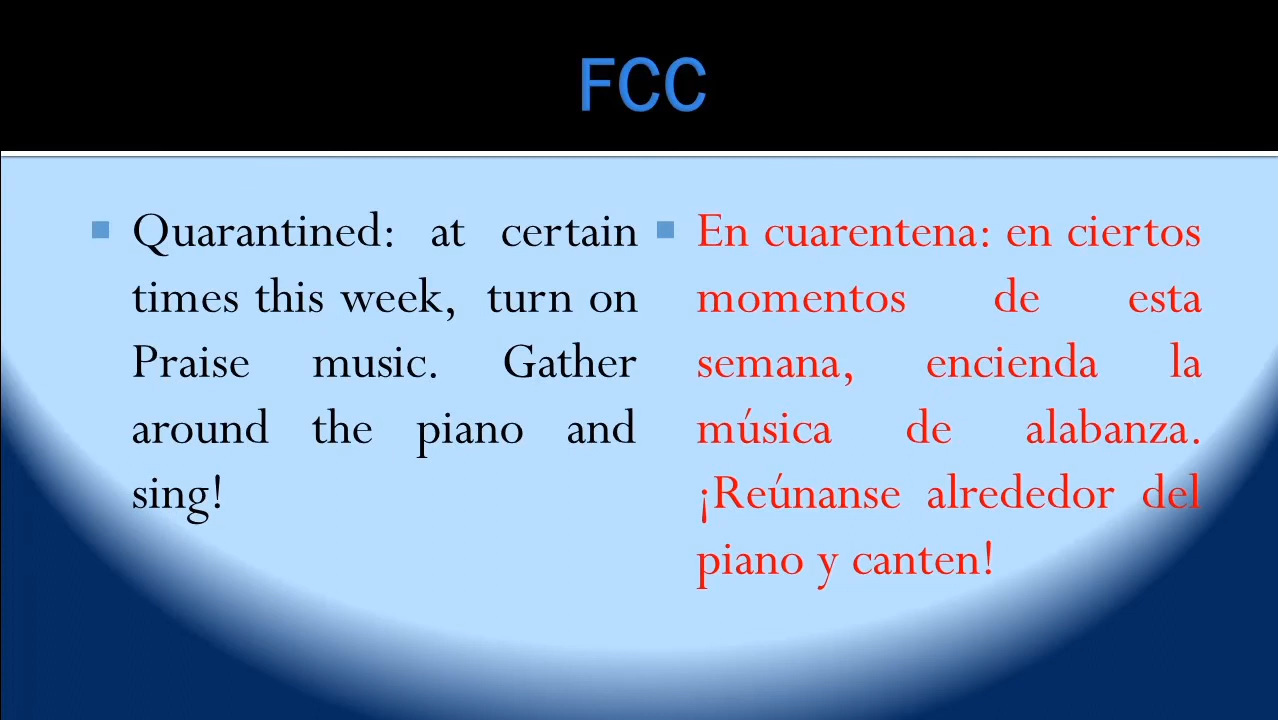 FCC
Quarantined: at certain
times this week, turn on
Praise music. Gather
around the piano and
sing!
En cuarentena: en ciertos
momentos de esta
semana, encienda la
música de alabanza.
¡Reúnanse alrededor del
piano y canten!